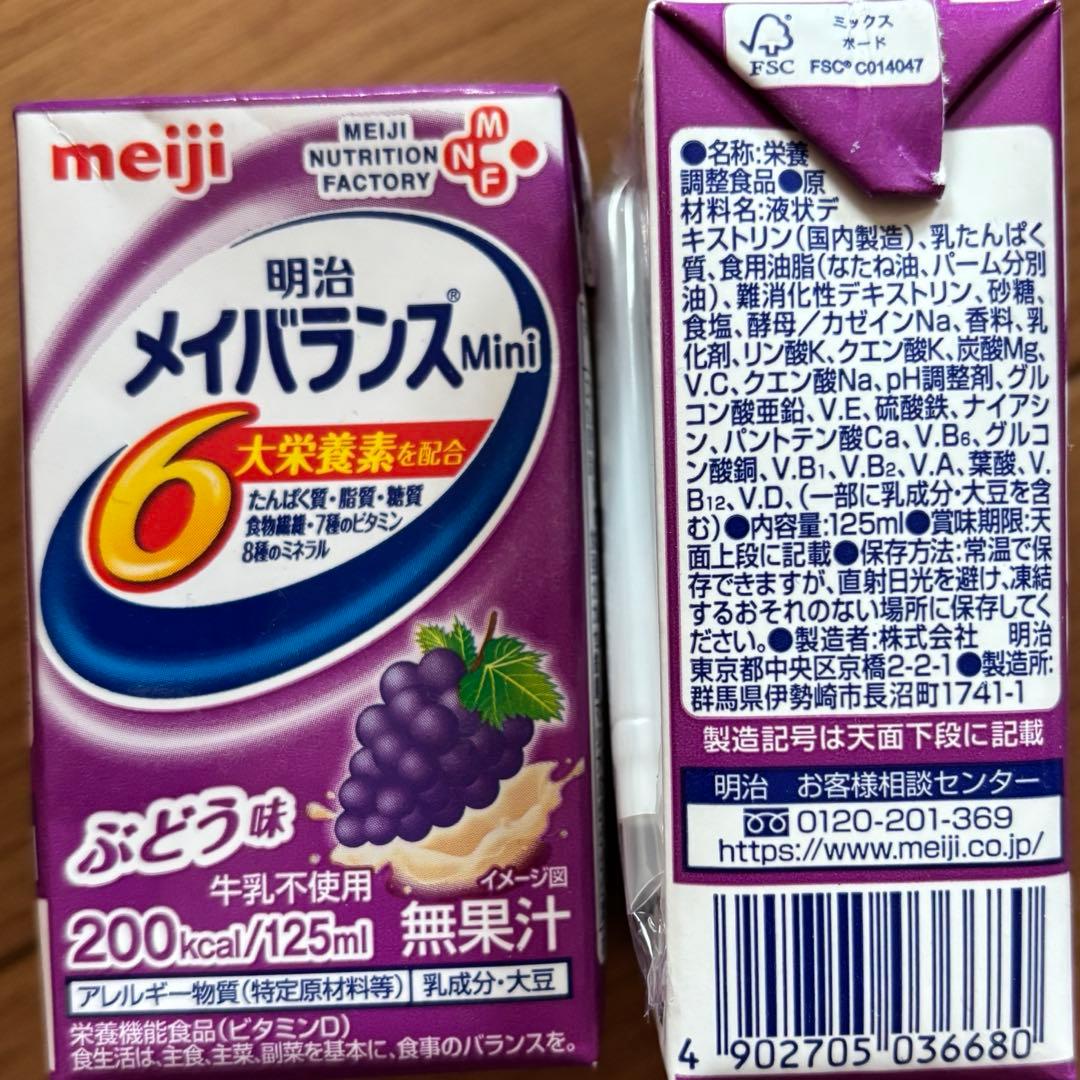 meiji
MEIJI
NUTRITION
FACTORY
M
N
F
明治
メイバランス® Mini
6大栄養素を配合
たんぱく質・脂質・糖質
食物繊維・7種のビタミン
8種のミネラル
ぶどう味
牛乳不使用
イメージ図
200kcal/125ml
無果汁
アレルギー物質(特定原材料等) 乳成分・大豆
栄養機能食品(ビタミンD)
食生活は、主食、主菜、副菜を基本に、食事のバランスを。
FSC
ミックス
ボード
FSC® C014047
●名称:栄養
調整食品●原
材料名:液状デ
キストリン(国内製造)、乳たんぱく
質、食用油脂(なたね油、パーム分別
油)、難消化性デキストリン、砂糖、
食塩、酵母/カゼインNa、香料、乳
化剤、リン酸K、クエン酸K、炭酸Mg、
V.C、クエン酸Na、pH調整剤、グル
コン酸亜鉛、V.E、硫酸鉄、ナイアシ
ン、パントテン酸Ca、V.B6、グルコ
ン酸銅、V.B1、V.B2、V.A、葉酸、V.
B12、V.D、(一部に乳成分・大豆を含
む)●内容量:125ml●賞味期限:天
面上段に記載●保存方法:常温で保
存できますが、直射日光を避け、凍結
するおそれのない場所に保存してく
ださい。●製造者:株式会社 明治
東京都中央区京橋2-2-1●製造所:
群馬県伊勢崎市長沼町1741-1
製造記号は天面下段に記載
明治 お客様相談センター
0120-201-369
https://www.meiji.co.jp/
4 902705 036680